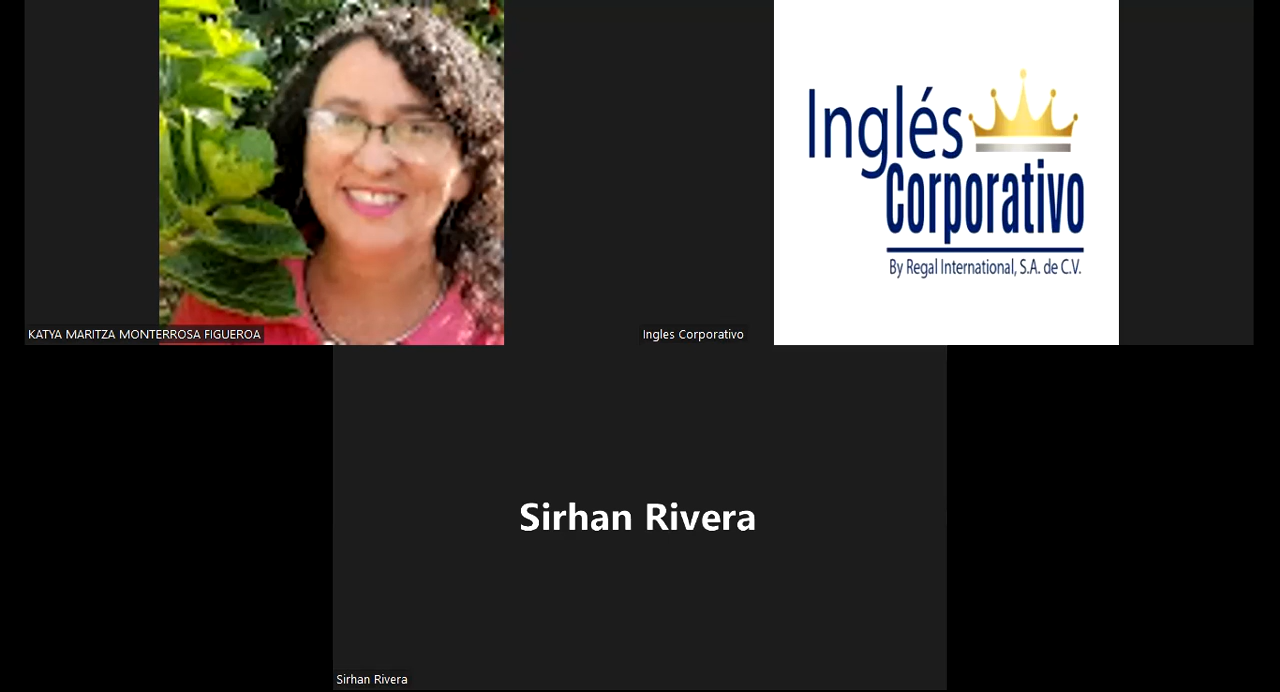 Inglés
Corporativo
By Regal International, S.A. de C.V.
KATYA MARITZA MONTERROSA FIGUEROA
Ingles Corporativo
Sirhan Rivera
Sirhan Rivera